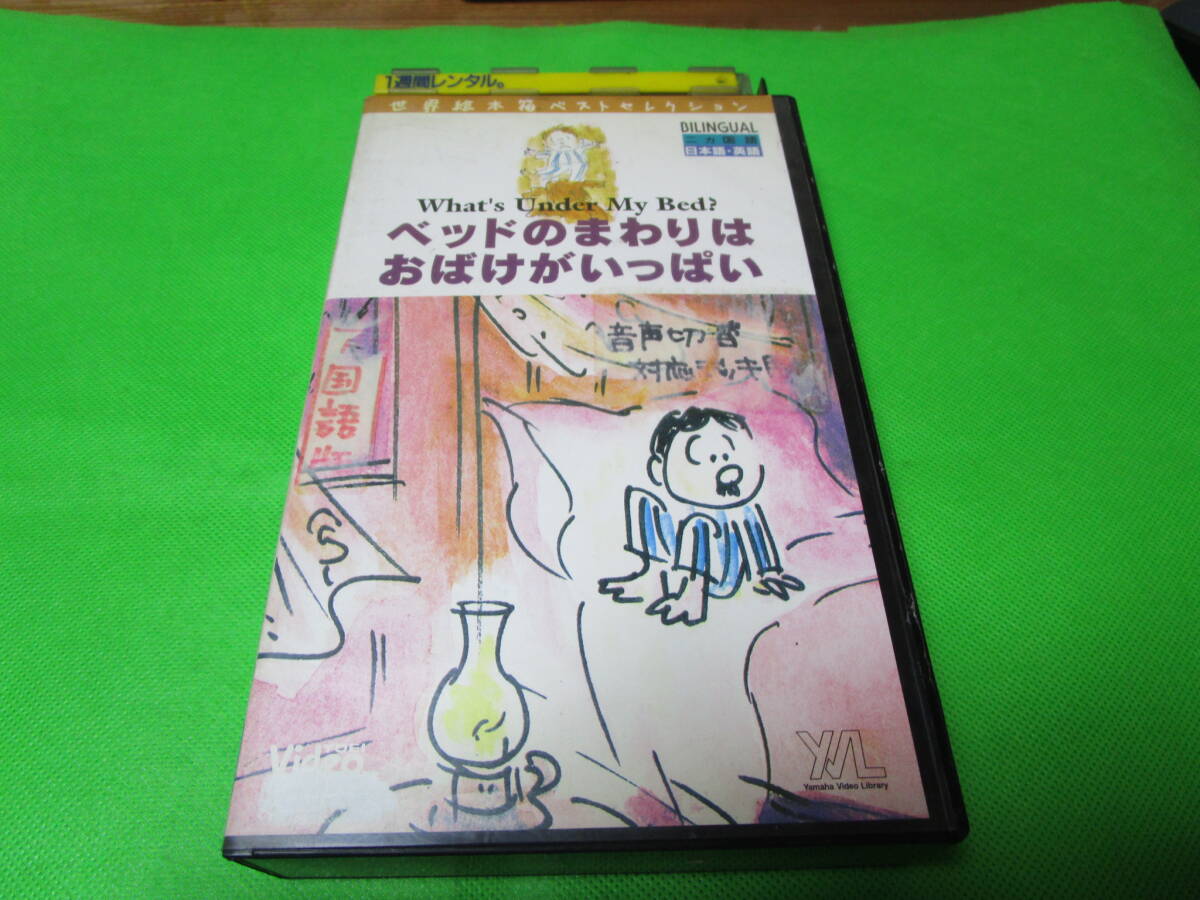 1週間レンタル。
世界絵本箱ベストセレクション
BILINGUAL
二カ国語
日本語・英語
What's Under My Bed?
ベッドのまわりは
おばけがいっぱい
音声切替
国語版
Video
YVL
Yamaha Video Library